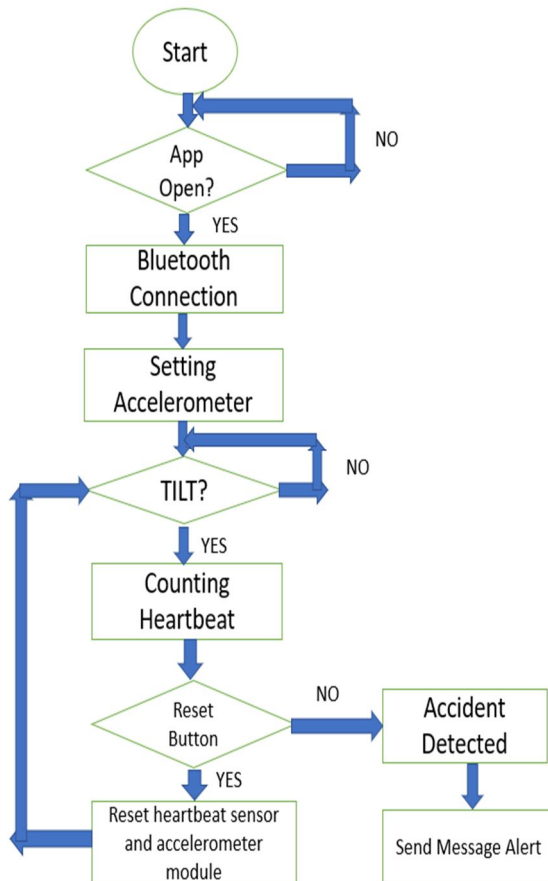 Start
App
Open?
NO
YES
Bluetooth
Connection
Setting
Accelerometer
TILT?
NO
YES
Counting
Heartbeat
Reset
Button
NO
Accident
Detected
YES
Reset heartbeat sensor
and accelerometer
module
Send Message Alert